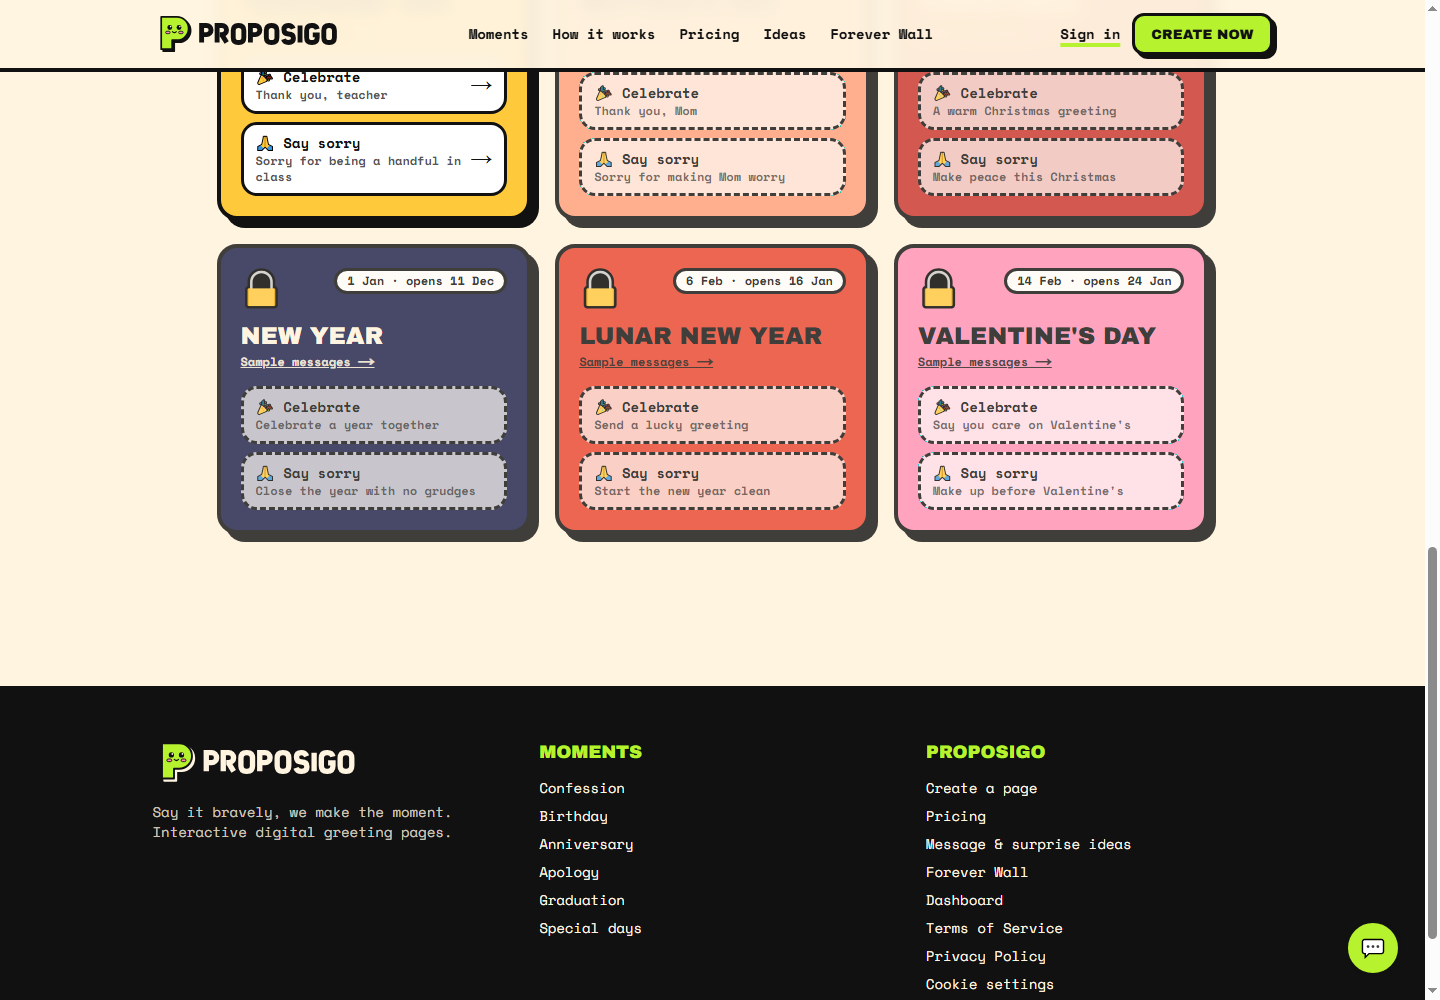 PROPOSIGO
Moments How it works Pricing Ideas Forever Wall
Sign in CREATE NOW
Celebrate
Thank you, teacher
→
Say sorry
Sorry for being a handful in
class
→
Celebrate
Thank you, Mom
Say sorry
Sorry for making Mom worry
Celebrate
A warm Christmas greeting
Say sorry
Make peace this Christmas
1 Jan · opens 11 Dec
NEW YEAR
Sample messages →
Celebrate
Celebrate a year together
Say sorry
Close the year with no grudges
6 Feb · opens 16 Jan
LUNAR NEW YEAR
Sample messages →
Celebrate
Send a lucky greeting
Say sorry
Start the new year clean
14 Feb · opens 24 Jan
VALENTINE'S DAY
Sample messages →
Celebrate
Say you care on Valentine's
Say sorry
Make up before Valentine's
PROPOSIGO
Say it bravely, we make the moment.
Interactive digital greeting pages.
MOMENTS
Confession
Birthday
Anniversary
Apology
Graduation
Special days
PROPOSIGO
Create a page
Pricing
Message & surprise ideas
Forever Wall
Dashboard
Terms of Service
Privacy Policy
Cookie settings